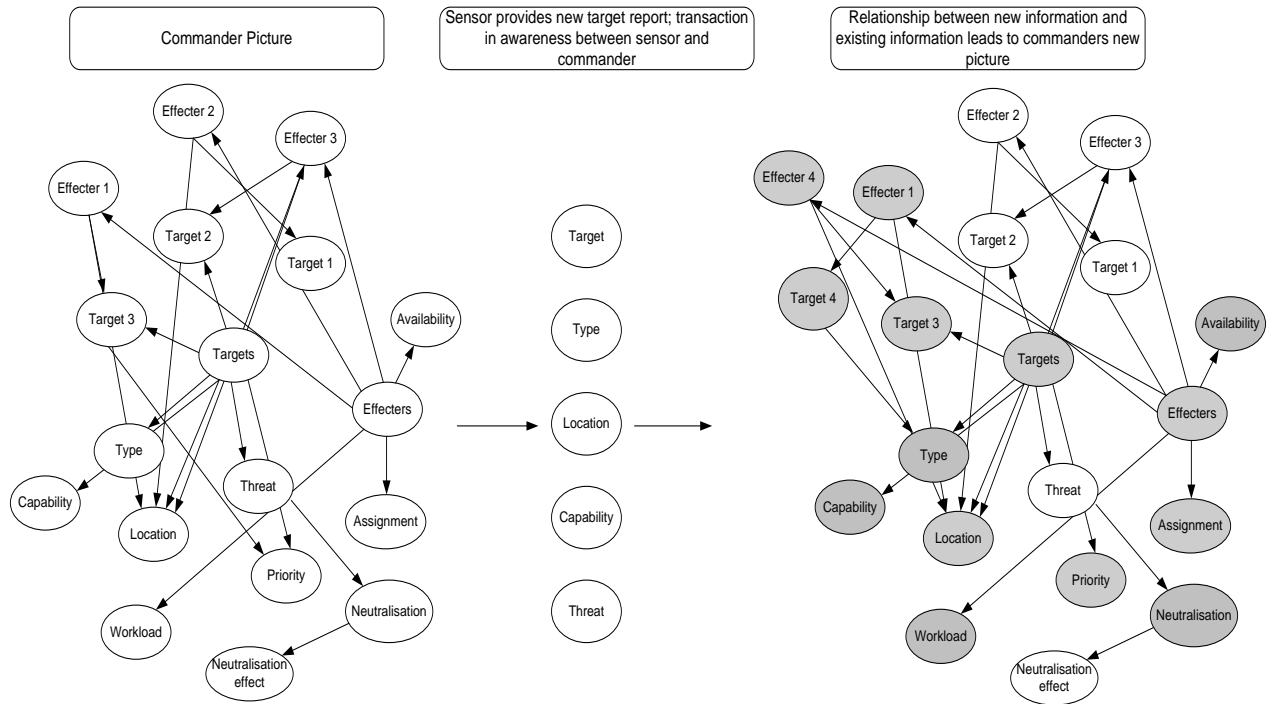 Commander Picture
Sensor provides new target report; transaction
in awareness between sensor and
commander
Relationship between new information and
existing information leads to commanders new
picture
Effecter 2
Effecter 3
Effecter 1
Target 2
Target 1
Target 3
Availability
Targets
Effecters
Type
Threat
Capability
Location
Assignment
Priority
Neutralisation
Workload
Neutralisation
effect
Target
Type
Location
Capability
Threat
Effecter 2
Effecter 3
Effecter 4
Effecter 1
Target 2
Target 1
Target 4
Target 3
Availability
Targets
Effecters
Type
Threat
Capability
Location
Assignment
Priority
Neutralisation
Workload
Neutralisation
effect